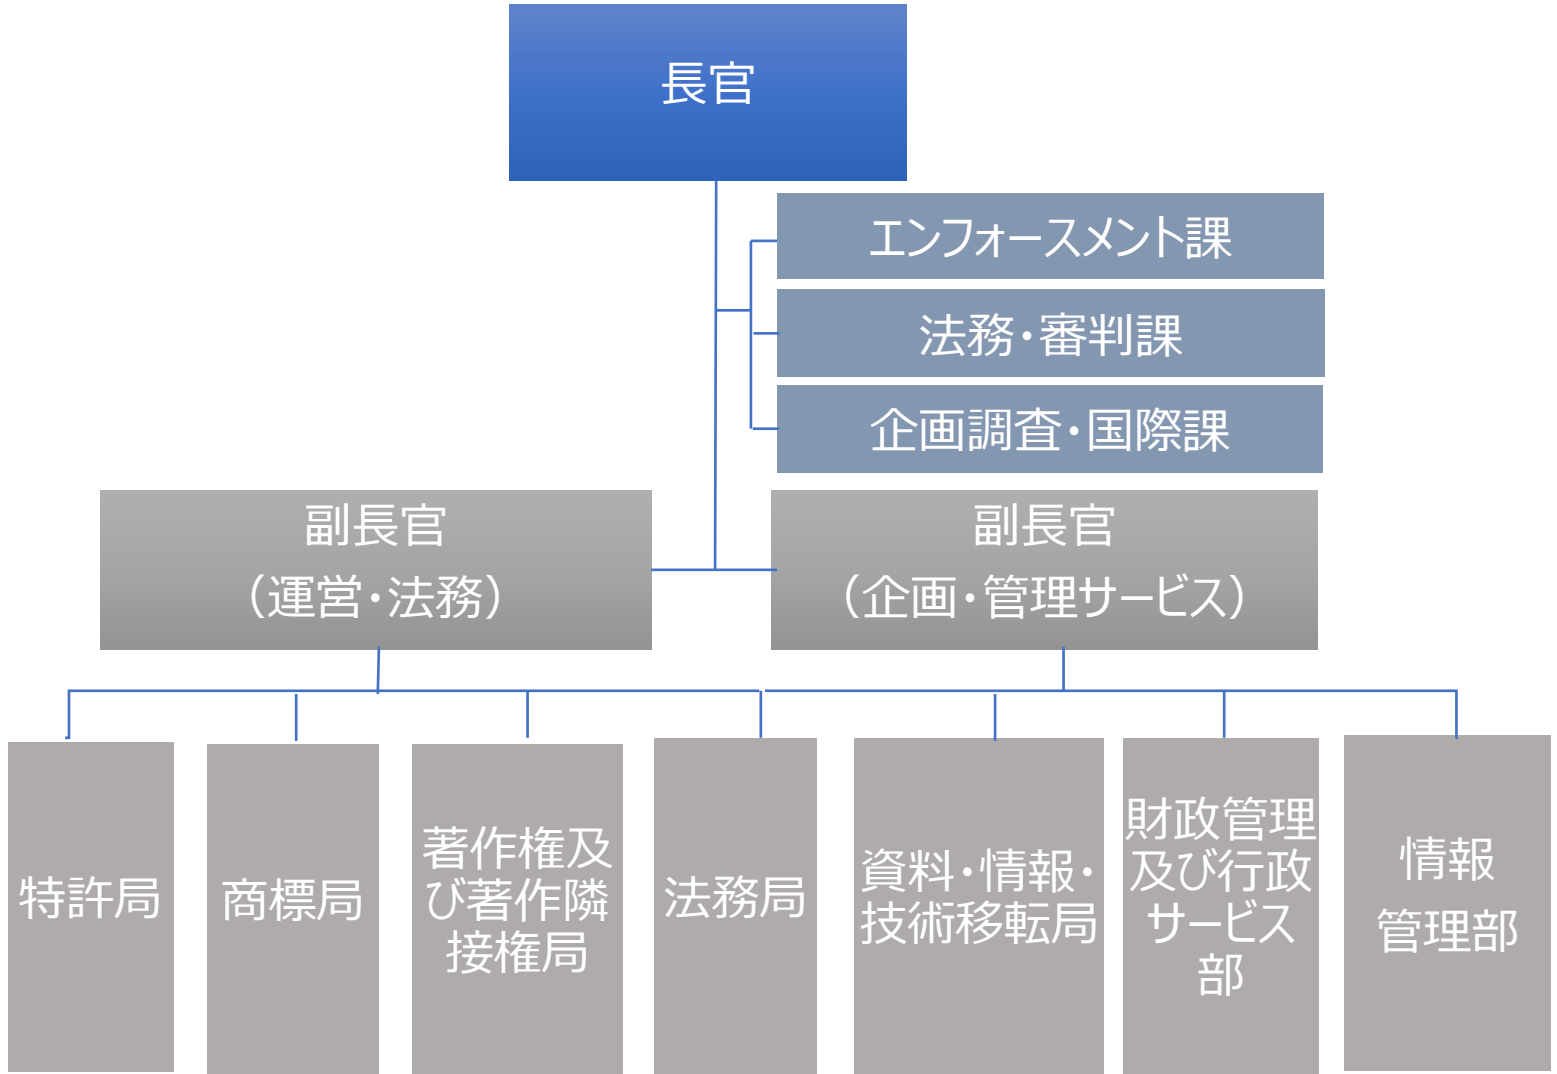 長官
エンフォースメント課
法務・審判課
企画調査・国際課
副長官
（運営・法務）
副長官
（企画・管理サービス）
特許局
商標局
著作権及
び著作隣
接権局
法務局
資料・情報・
技術移転局
財政管理
及び行政
サービス
部
情報
管理部